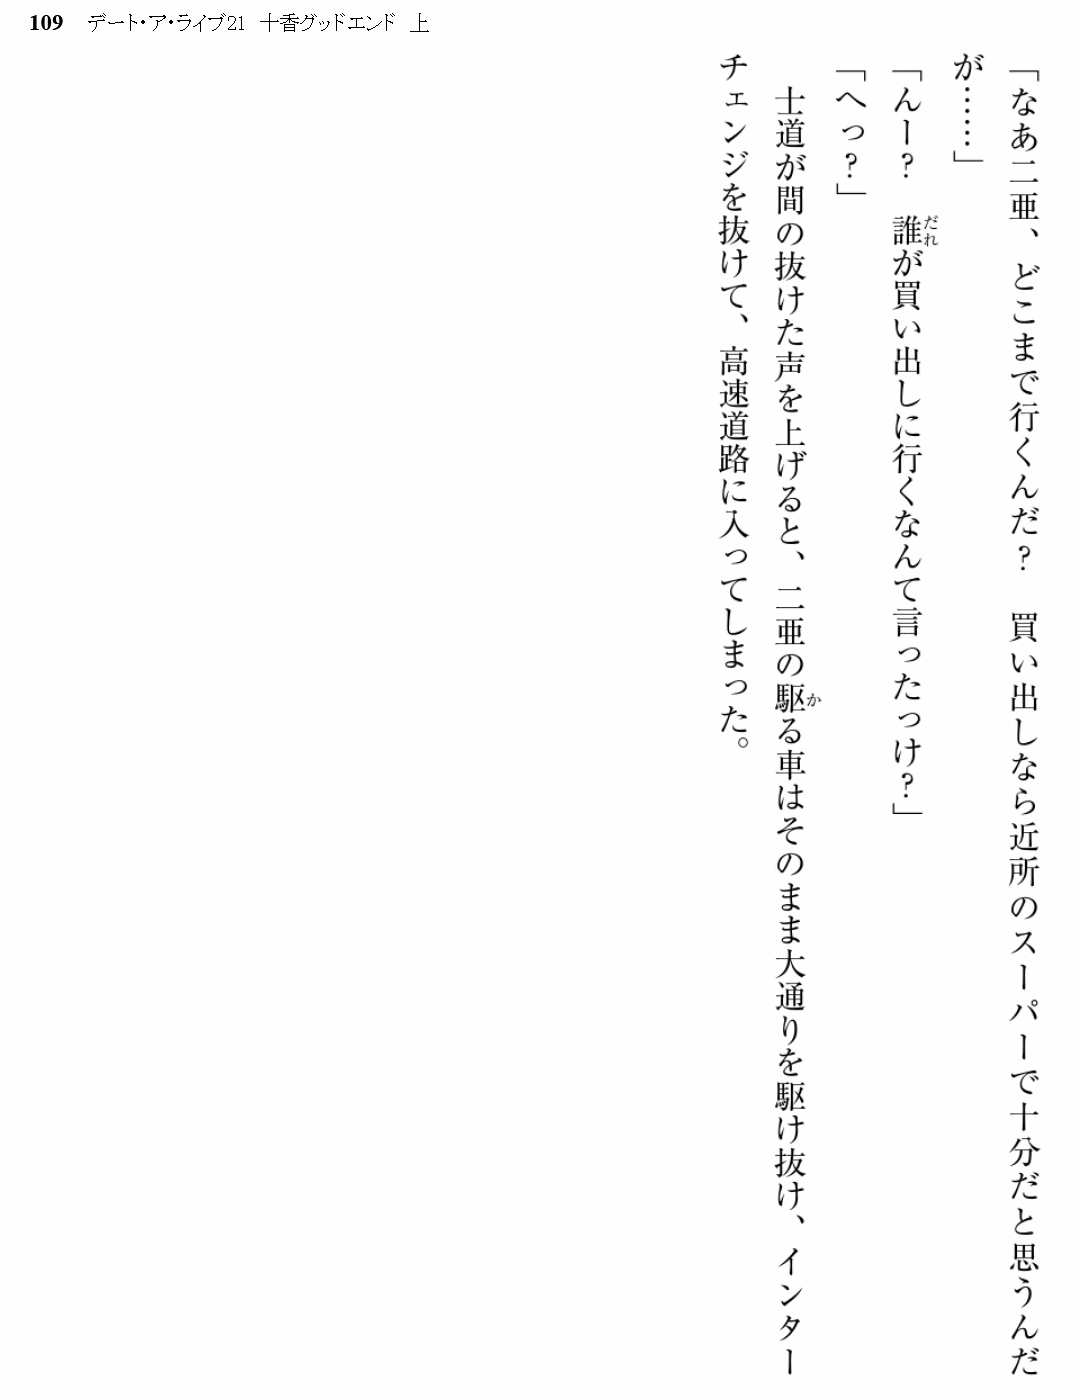 109 デート・ア・ライブ21 十香グッドエンド 上
「なあ二亜、どこまで行くんだ？ 買い出しなら近所のスーパーで十分だと思うんだ
が……」
「んー？ 誰が買い出しに行くなんて言ったっけ？」
だれ
「へっ？」
士道が間の抜けた声を上げると、二亜の駆る車はそのまま大通りを駆け抜け、インター
か
チェンジを抜けて、高速道路に入ってしまった。